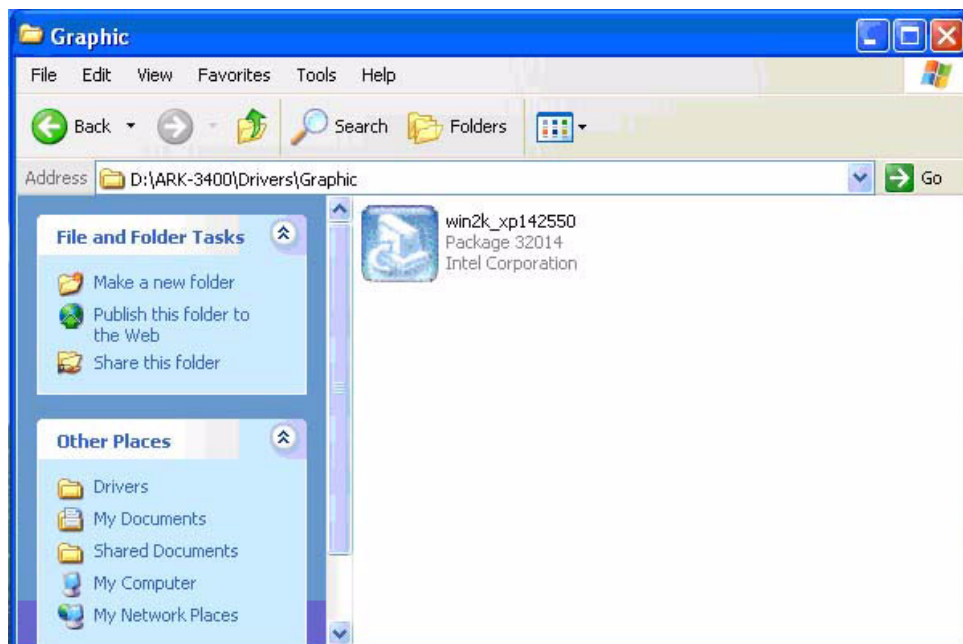 Graphic
File Edit View Favorites Tools Help
Back Search Folders
Address D:\ARK-3400\Drivers\Graphic Go
File and Folder Tasks
Make a new folder
Publish this folder to
the Web
Share this folder
Other Places
Drivers
My Documents
Shared Documents
My Computer
My Network Places
win2k_xp142550
Package 32014
Intel Corporation